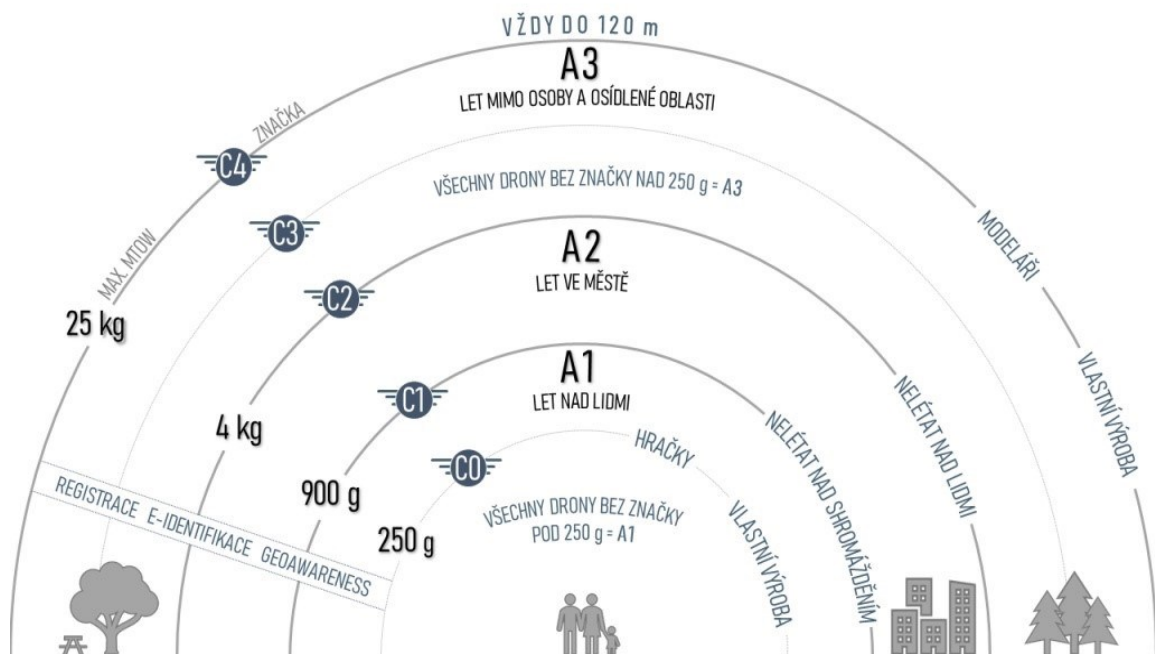 VŽDY DO 120 m
A3
LET MIMO OSOBY A OSÍDLENÉ OBLASTI
ZNAČKA
C4
VŠECHNY DRONY BEZ ZNAČKY NAD 250 g = A3
C3
MODELÁŘI
MAX. MTOW
A2
LET VE MĚSTĚ
C2
25 kg
A1
LET NAD LIDMI
C1
VLASTNÍ VÝROBA
4 kg
NELÉTAT NAD LIDMI
HRAČKY
C0
NELÉTAT NAD SHROMÁŽDĚNÍM
900 g
VŠECHNY DRONY BEZ ZNAČKY
POD 250 g = A1
250 g
VLASTNÍ VÝROBA
REGISTRACE E-IDENTIFIKACE GEOAWARENESS